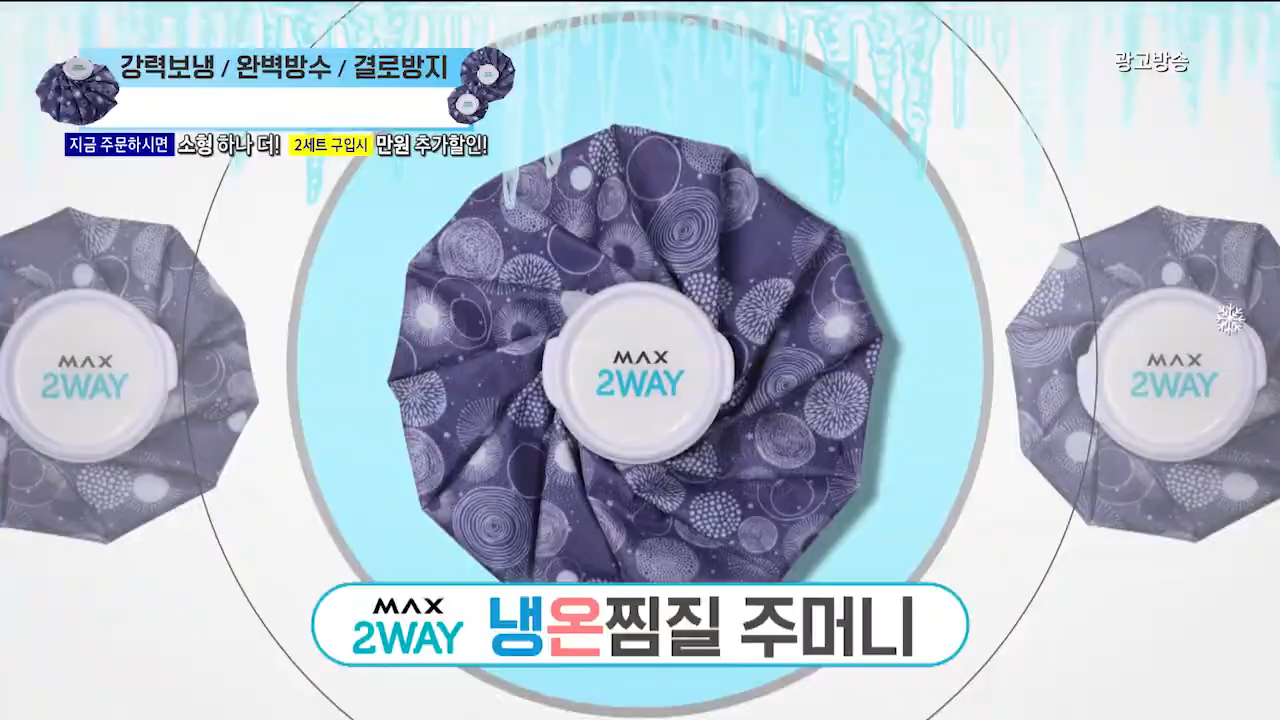 강력보냉 / 완벽방수 / 결로방지
광고방송
지금 주문하시면 소형 하나 더! 2세트 구입시 만원 추가할인!
MAX
2WAY
MAX
2WAY
MAX
2WAY
MAX
2WAY
냉온찜질 주머니